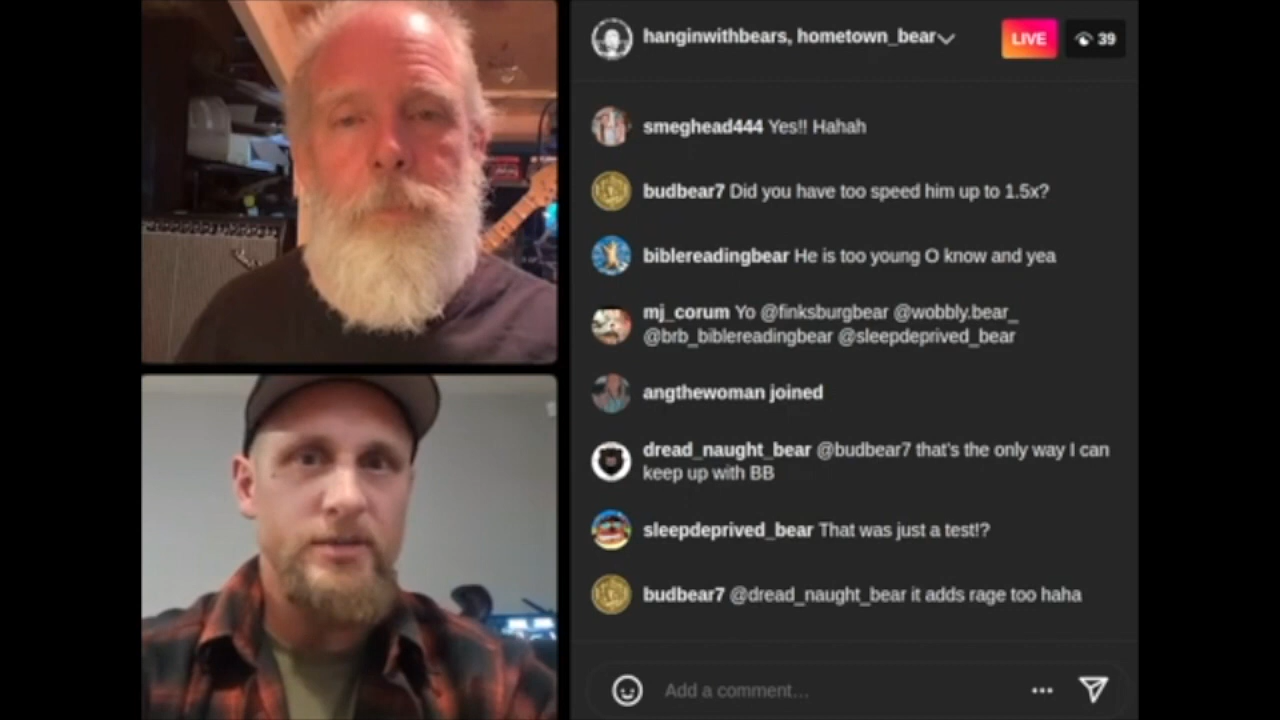 hanginwithbears, hometown_bear
LIVE
39
smeghead444 Yes!! Hahah
budbear7 Did you have too speed him up to 1.5x?
biblereadingbear He is too young O know and yea
mj_corum Yo @finksburgbear @wobbly.bear_
@brb_biblereadingbear @sleepdeprived_bear
angthewoman joined
dread_naught_bear @budbear7 that's the only way I can
keep up with BB
sleepdeprived_bear That was just a test!?
budbear7 @dread_naught_bear it adds rage too haha
Add a comment...